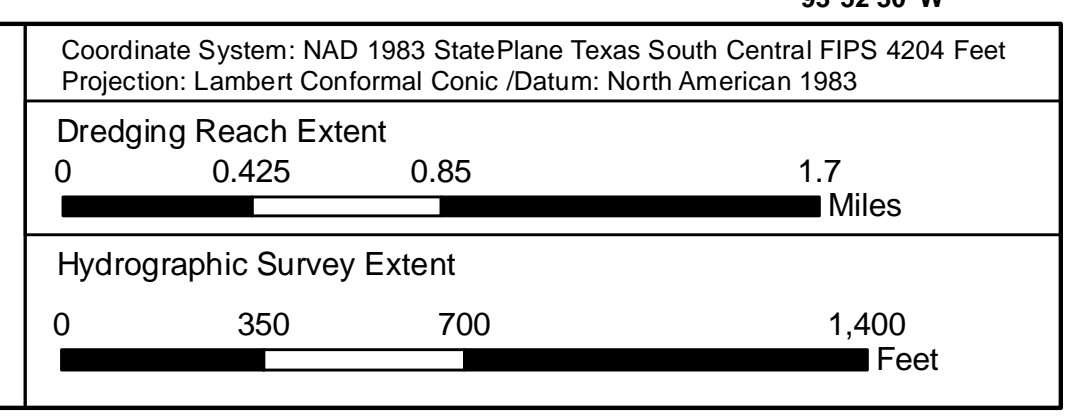 Coordinate System: NAD 1983 StatePlane Texas South Central FIPS 4204 Feet
Projection: Lambert Conformal Conic /Datum: North American 1983
Dredging Reach Extent
0 0.425 0.85 1.7
Miles
Hydrographic Survey Extent
0 350 700 1,400
Feet